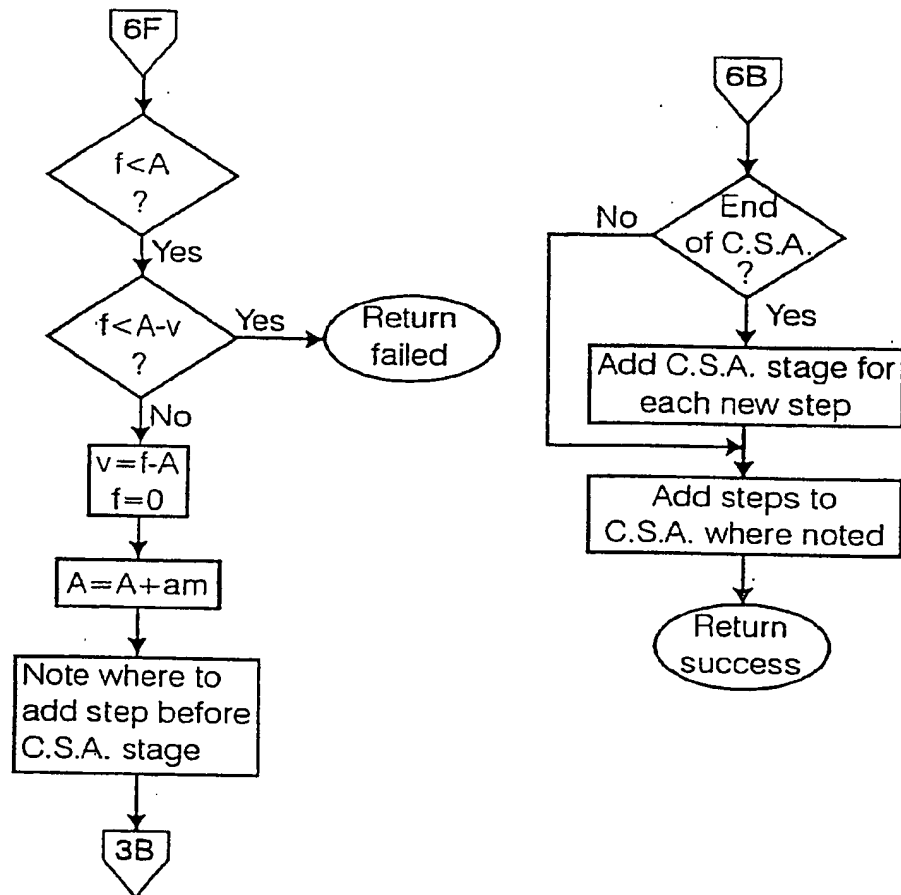 6F
f<A
?
Yes
f<A-v
?
Yes
Return
failed
No
v=f-A
f=0
A=A+am
Note where to
add step before
C.S.A. stage
3B
6B
End
of C.S.A.
?
No
Yes
Add C.S.A. stage for
each new step
Add steps to
C.S.A. where noted
Return
success